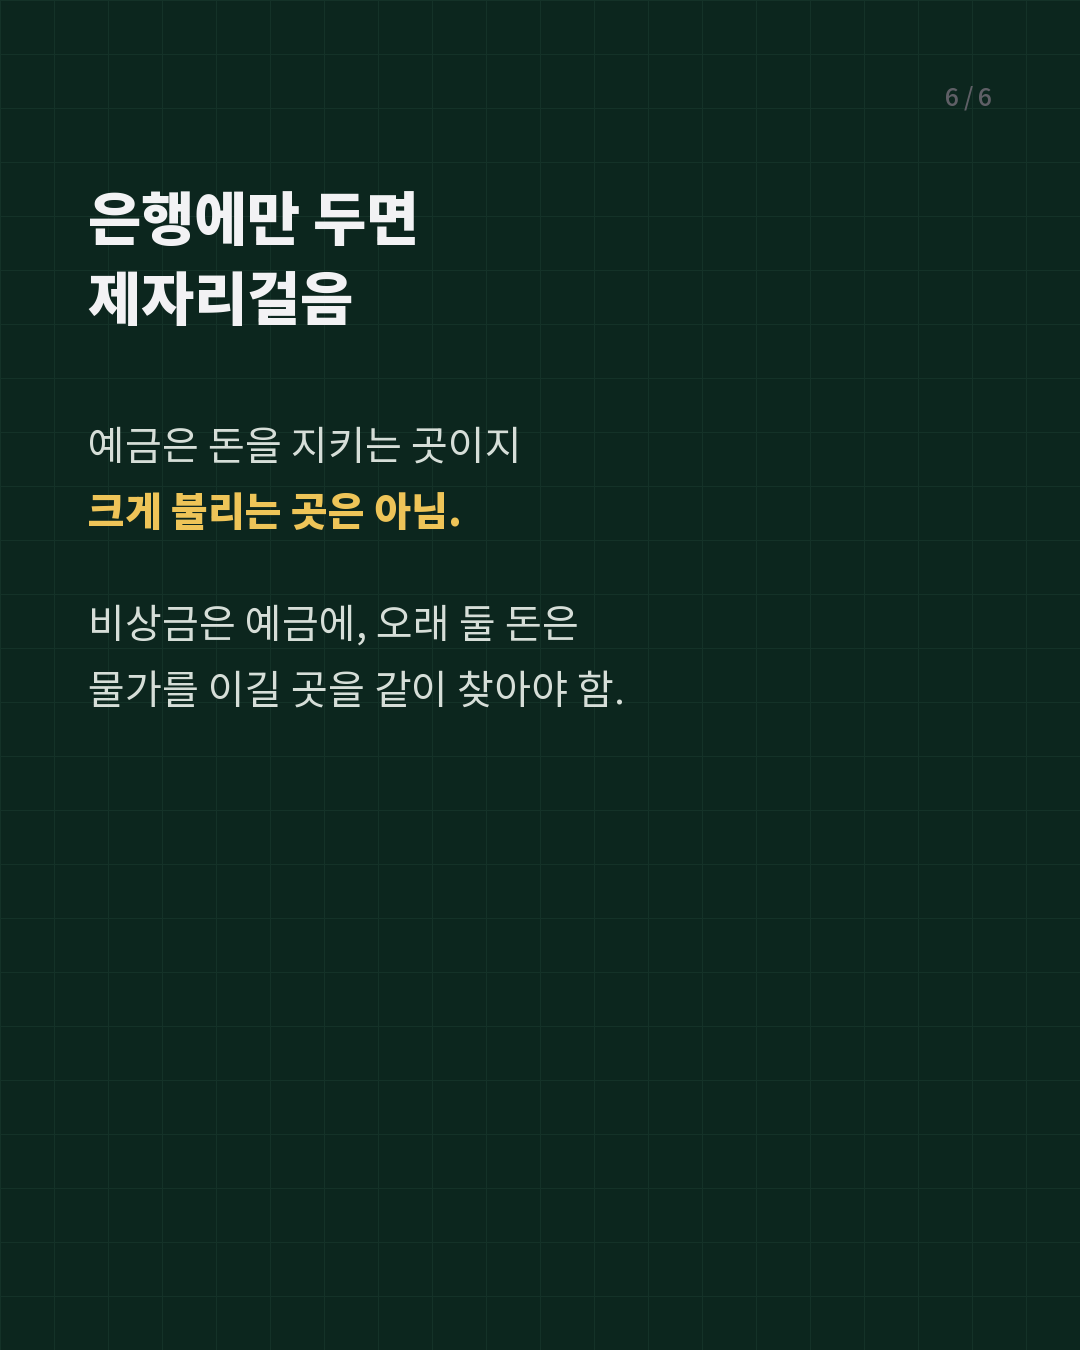 6 / 6
은행에만 두면
제자리걸음
예금은 돈을 지키는 곳이지
크게 불리는 곳은 아님.
비상금은 예금에, 오래 둘 돈은
물가를 이길 곳을 같이 찾아야 함.